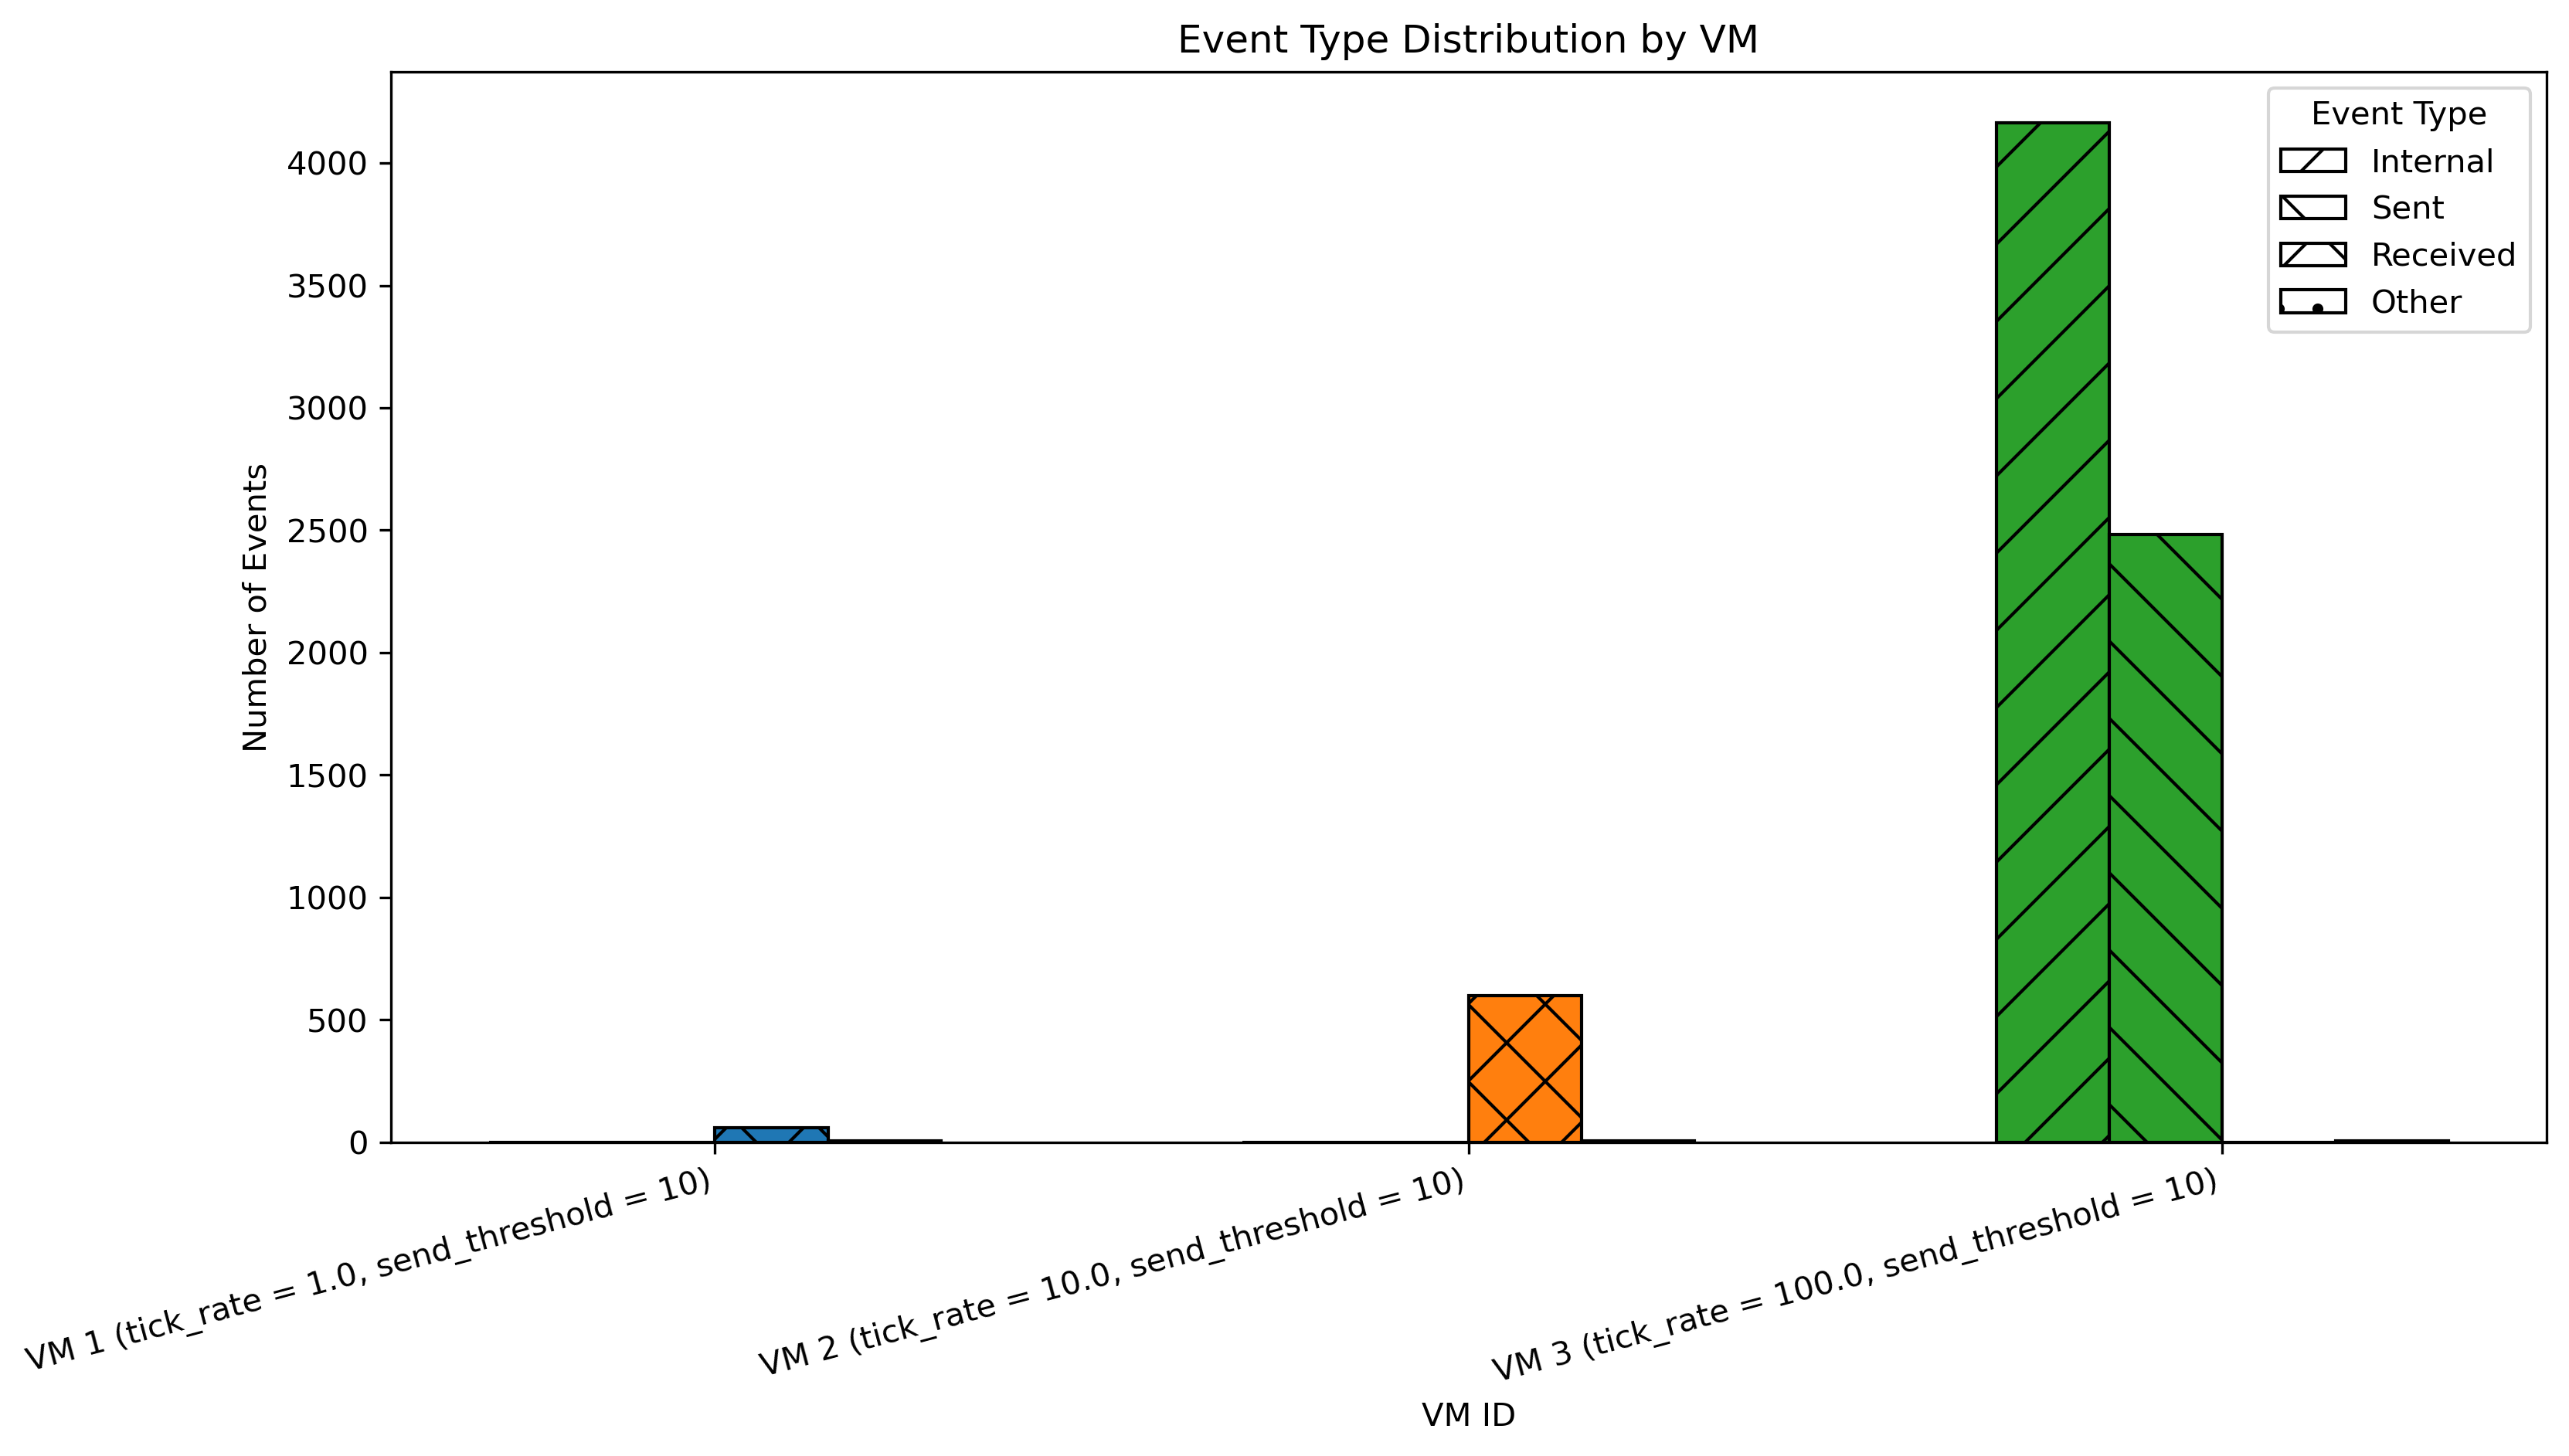 Event Type Distribution by VM
Event Type
Internal
Sent
Received
Other
Number of Events
4000
3500
3000
2500
2000
1500
1000
500
0
VM 1 (tick_rate = 1.0, send_threshold = 10)
VM 2 (tick_rate = 10.0, send_threshold = 10)
VM 3 (tick_rate = 100.0, send_threshold = 10)
VM ID